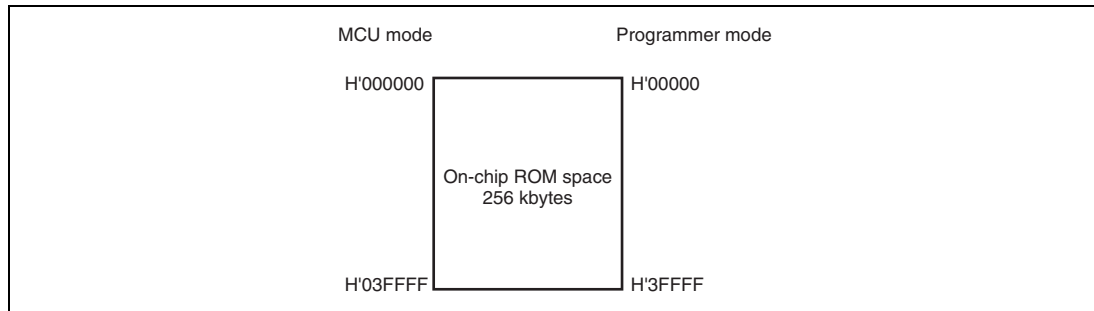 MCU mode Programmer mode
H'000000 H'00000
On-chip ROM space
256 kbytes
H'03FFFF H'3FFFF